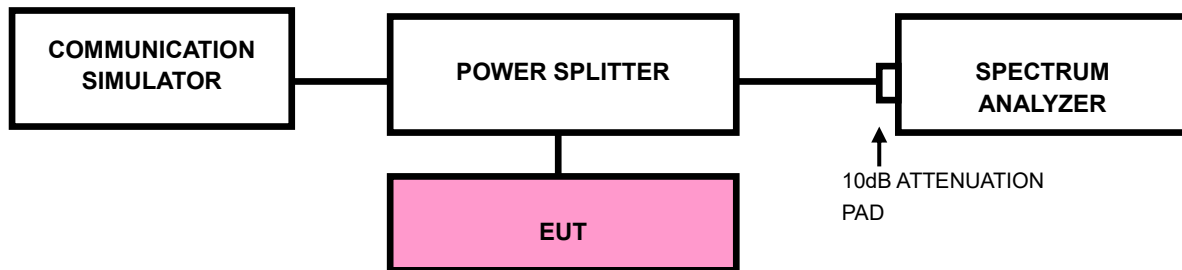 COMMUNICATION
SIMULATOR
POWER SPLITTER
SPECTRUM
ANALYZER
10dB ATTENUATION
PAD
EUT